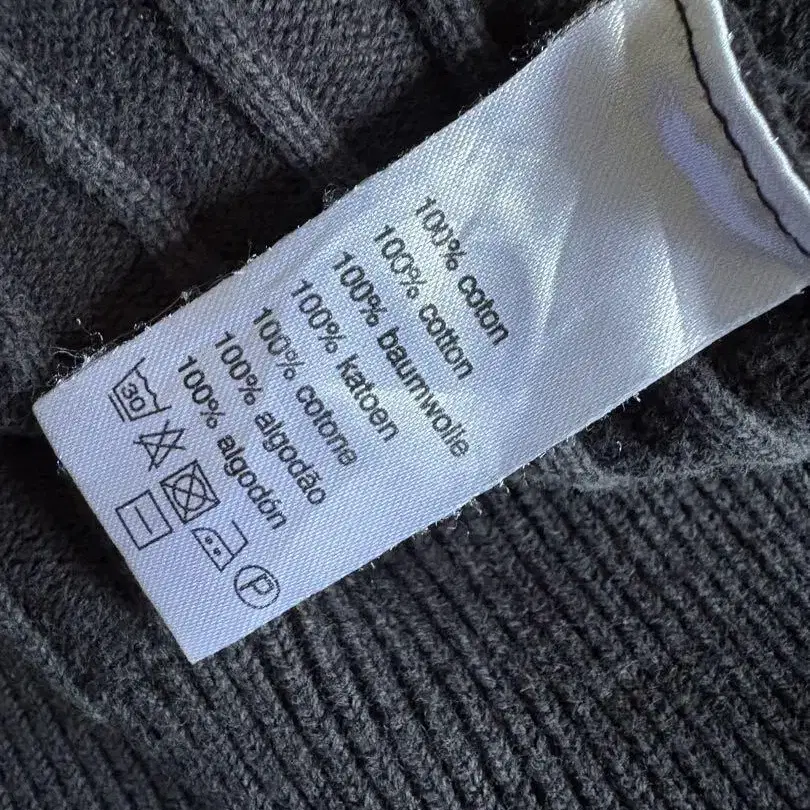 100% coton
100% cotton
100% baumwolle
100% katoen
100% cotone
100% algodão
100% algodón
30
P